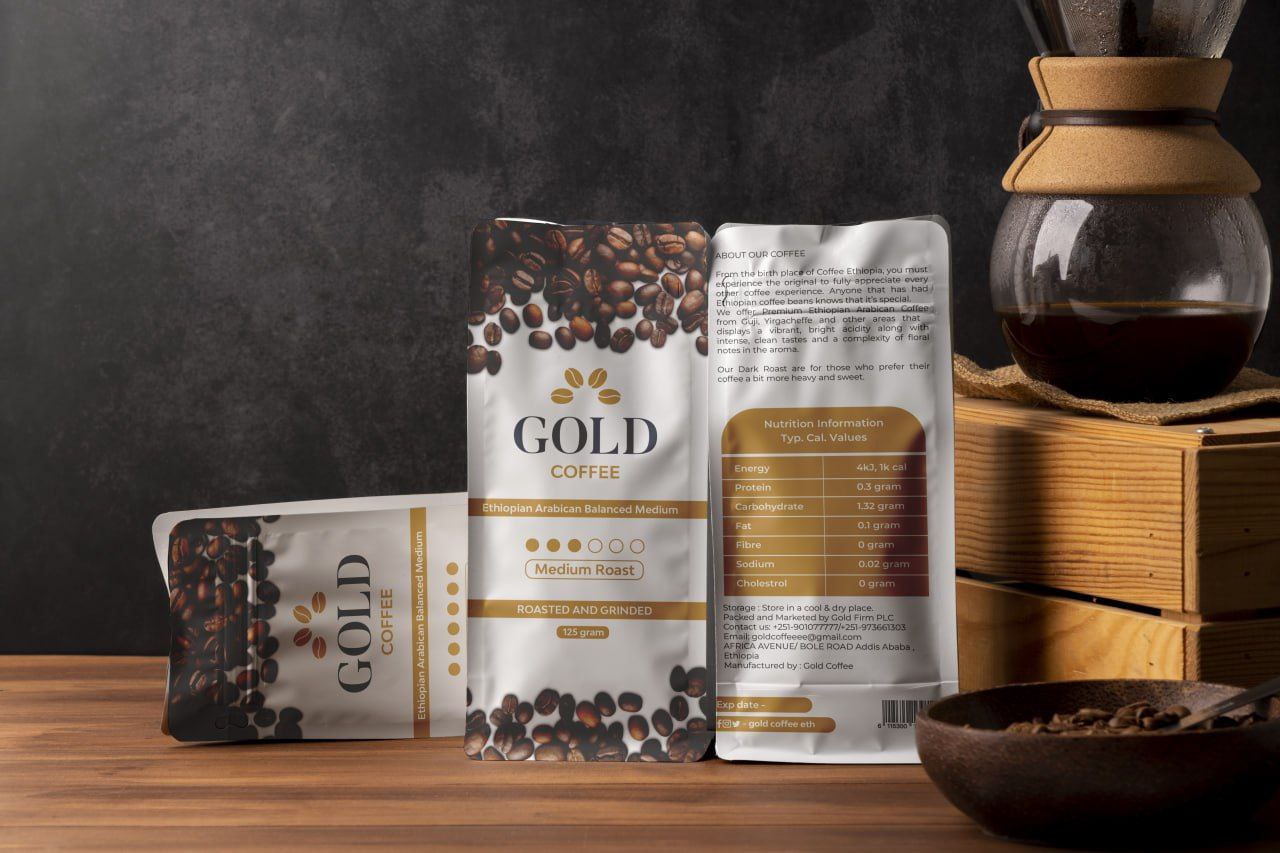 GOLD
COFFEE
Ethiopian Arabican Balanced Medium
GOLD
COFFEE
Ethiopian Arabican Balanced Medium
Medium Roast
ROASTED AND GRINDED
125 gram
ABOUT OUR COFFEE
From the birth place of Coffee Ethiopia, you must
experience the original to fully appreciate every
other coffee experience. Anyone that has had
Ethiopian coffee beans knows that it's special.
We offer Premium Ethiopian Arabican Coffee
from Guji, Yirgacheffe and other areas that
displays a vibrant, bright acidity along with
intense, clean tastes and a complexity of floral
notes in the aroma.
Our Dark Roast are for those who prefer their
coffee a bit more heavy and sweet.
Nutrition Information
Typ. Cal. Values
Energy 4kJ, 1k cal
Protein 0.3 gram
Carbohydrate 1.32 gram
Fat 0.1 gram
Fibre 0 gram
Sodium 0.02 gram
Cholestrol 0 gram
Storage : Store in a cool & dry place.
Packed and Marketed by Gold Firm PLC
Contact us: +251-901077777/+251-973661303
Email; goldcoffeeee@gmail.com
AFRICA AVENUE/ BOLE ROAD Addis Ababa ,
Ethiopia
Manufactured by : Gold Coffee
Exp date -
- gold coffee eth